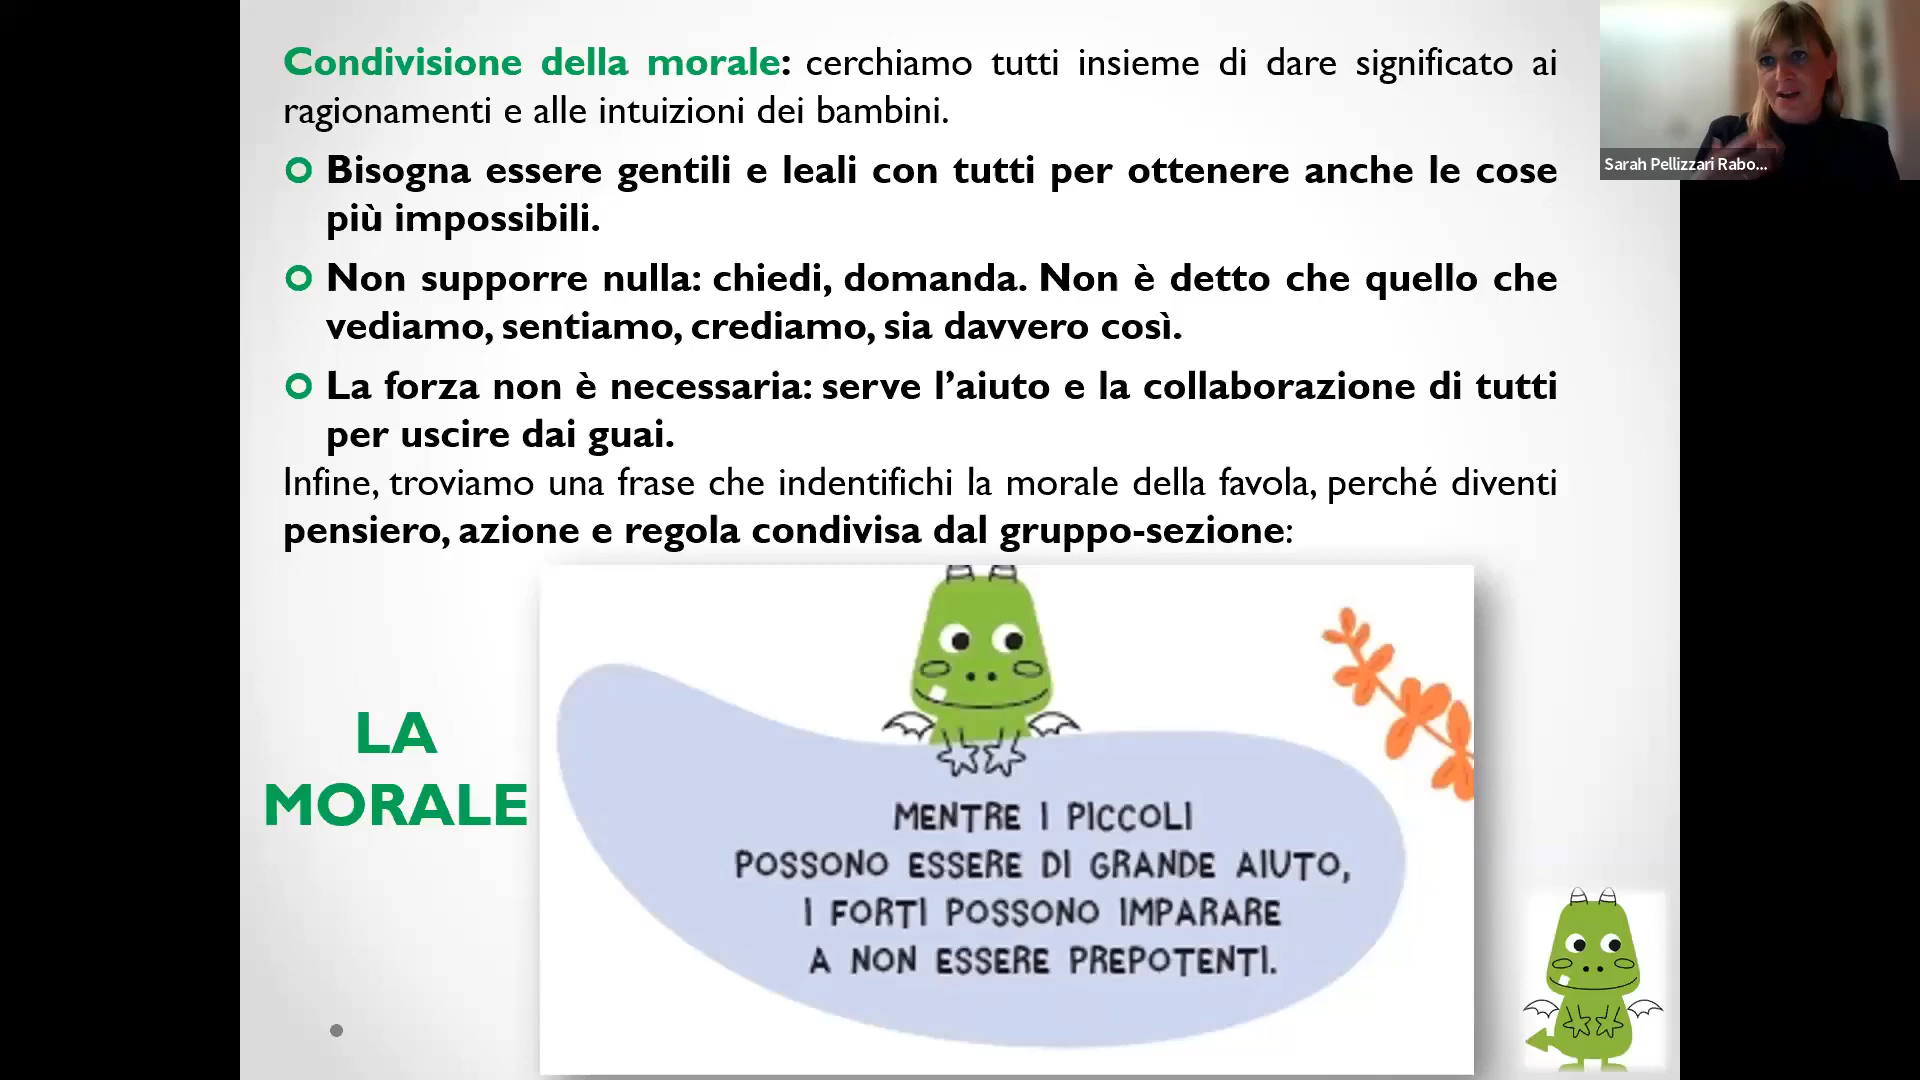 Condivisione della morale: cerchiamo tutti insieme di dare significato ai
ragionamenti e alle intuizioni dei bambini.
Bisogna essere gentili e leali con tutti per ottenere anche le cose
più impossibili.
Non supporre nulla: chiedi, domanda. Non è detto che quello che
vediamo, sentiamo, crediamo, sia davvero così.
La forza non è necessaria: serve l’aiuto e la collaborazione di tutti
per uscire dai guai.
Infine, troviamo una frase che indentifichi la morale della favola, perché diventi
pensiero, azione e regola condivisa dal gruppo-sezione:
LA
MORALE
MENTRE I PICCOLI
POSSONO ESSERE DI GRANDE AIUTO,
I FORTI POSSONO IMPARARE
A NON ESSERE PREPOTENTI.
Sarah Pellizzari Rabo...